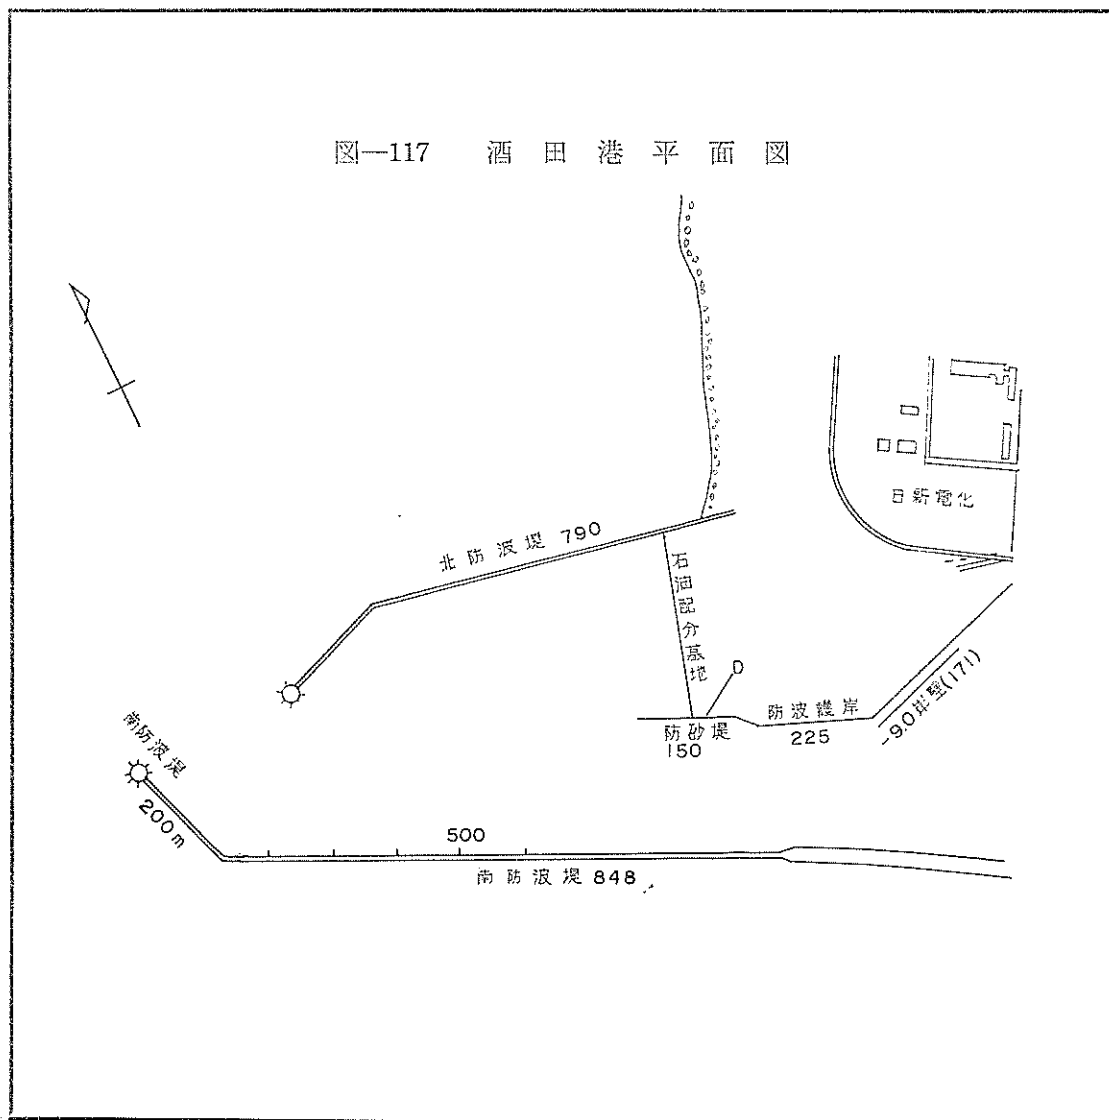 図—117 酒田港平面図
日新電化
北防波堤 790
石油配分基地
D
防波護岸
225
-9.0岸壁(171)
防砂堤
150
南防波堤
200m
500
南防波堤 848